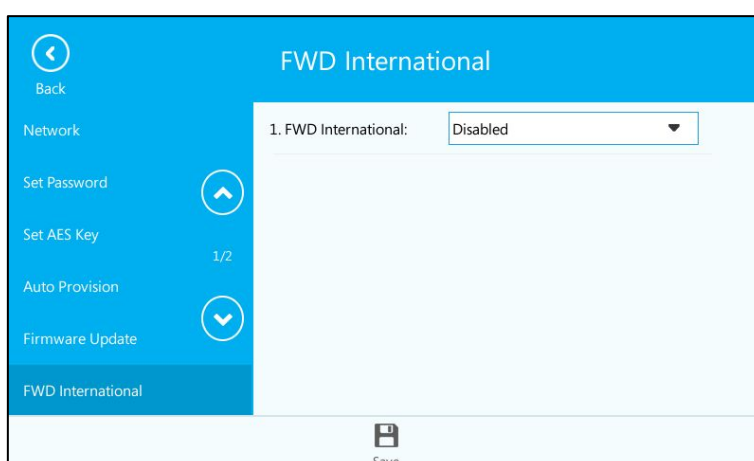 FWD International
Back
Network
1. FWD International: Disabled
Set Password
Set AES Key
1/2
Auto Provision
Firmware Update
FWD International
Save